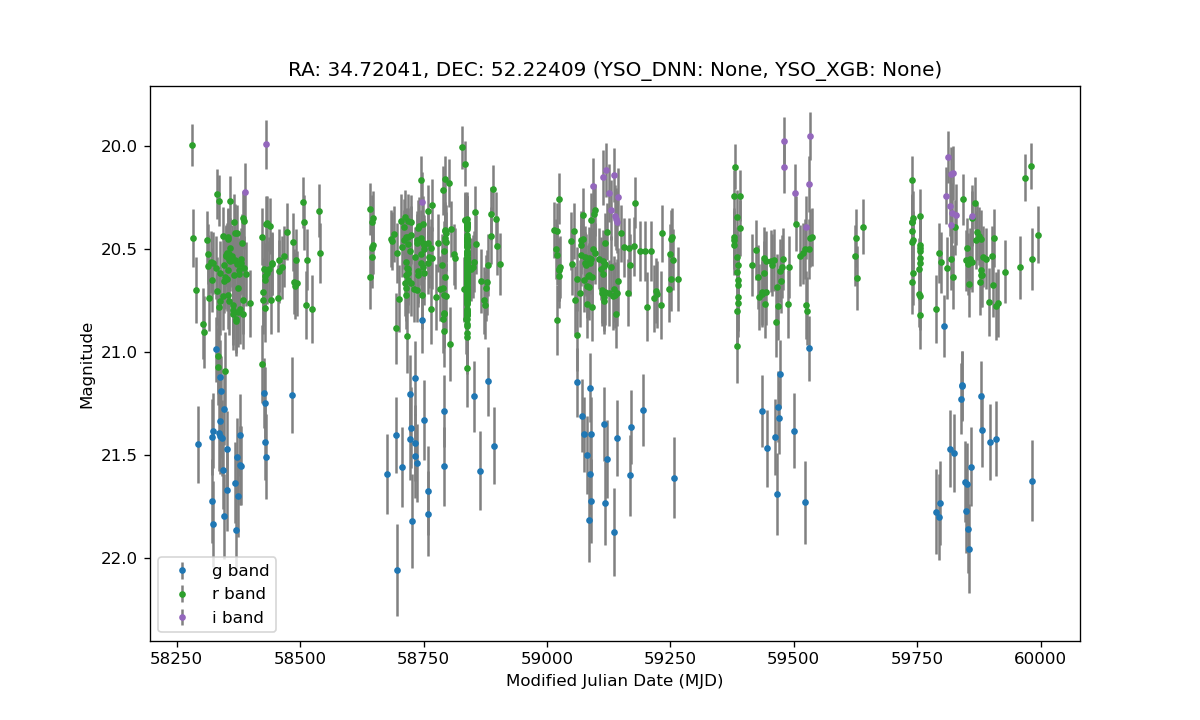 RA: 34.72041, DEC: 52.22409 (YSO_DNN: None, YSO_XGB: None)
Magnitude
20.0
20.5
21.0
21.5
22.0
g band
r band
i band
58250 58500 58750 59000 59250 59500 59750 60000
Modified Julian Date (MJD)